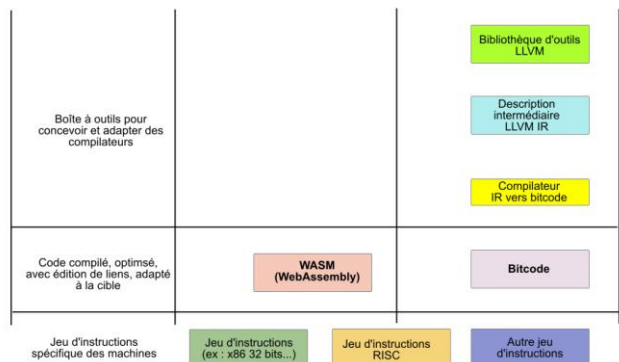 Bibliothèque d'outils
LLVM
Boîte à outils pour
concevoir et adapter des
compilateurs
Description
intermédiaire
LLVM IR
Compilateur
IR vers bitcode
Code compilé, optimsé,
avec édition de liens, adapté
à la cible
WASM
(WebAssembly)
Bitcode
Jeu d'instructions
spécifique des machines
Jeu d'instructions
(ex : x86 32 bits...)
Jeu d'instructions
RISC
Autre jeu
d'instructions